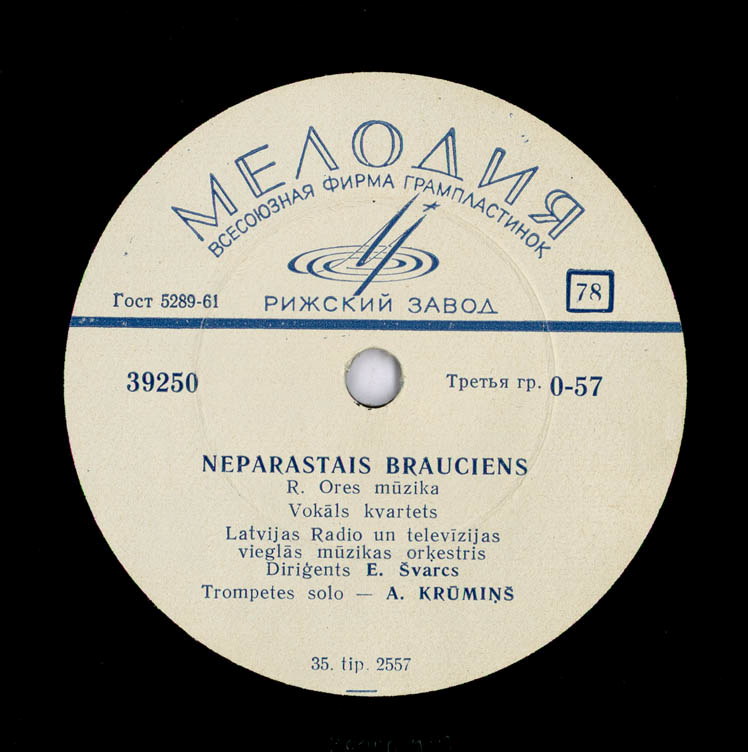 МЕЛОДИЯ
ВСЕСОЮЗНАЯ ФИРМА ГРАМПЛАСТИНОК
Гост 5289-61
РИЖСКИЙ ЗАВОД
78
39250
Третья гр. 0-57
NEPARASTAIS BRAUCIENS
R. Ores mūzika
Vokāls kvartets
Latvijas Radio un televīzijas
vieglās mūzikas orķestris
Diriģents E. Švarcs
Trompetes solo — A. KRŪMIŅŠ
35. tip. 2557